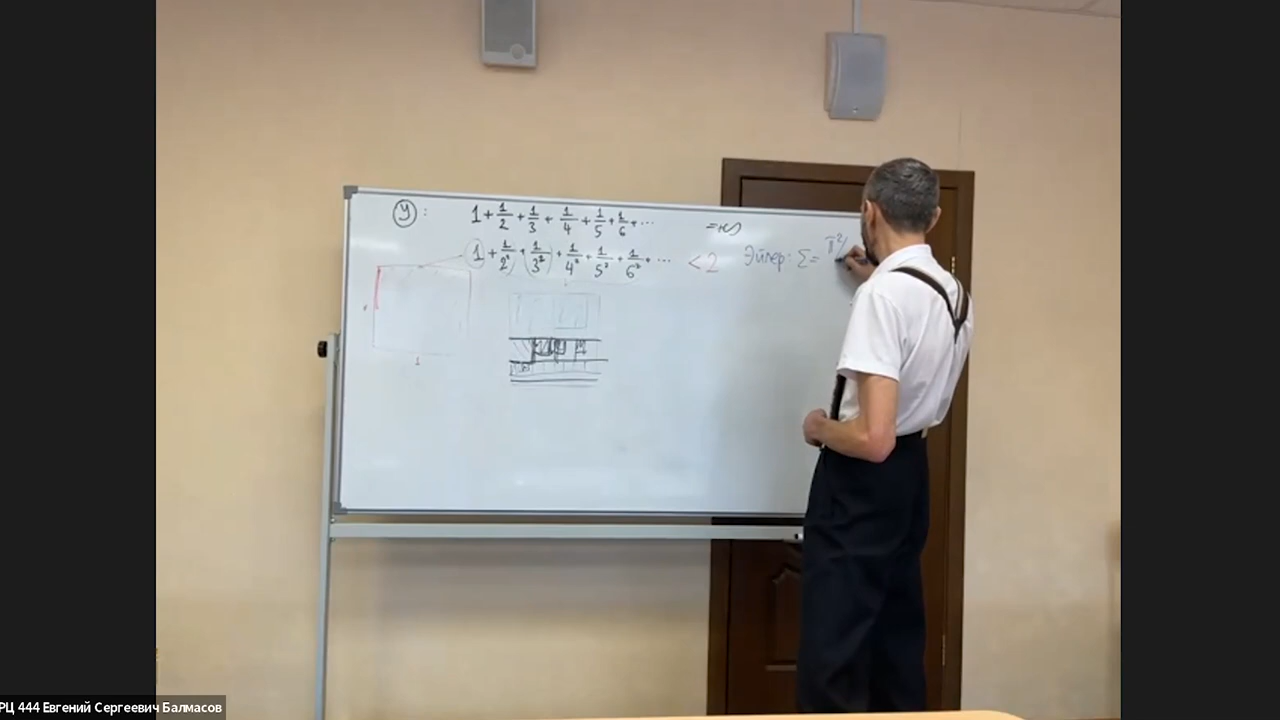 У :
1 + 1/2 + 1/3 + 1/4 + 1/5 + 1/6 + ... = ∞
1 + 1/2² + 1/3² + 1/4² + 1/5² + 1/6² + ... < 2 Эйлер: Σ = π²/
1
РЦ 444 Евгений Сергеевич Балмасов